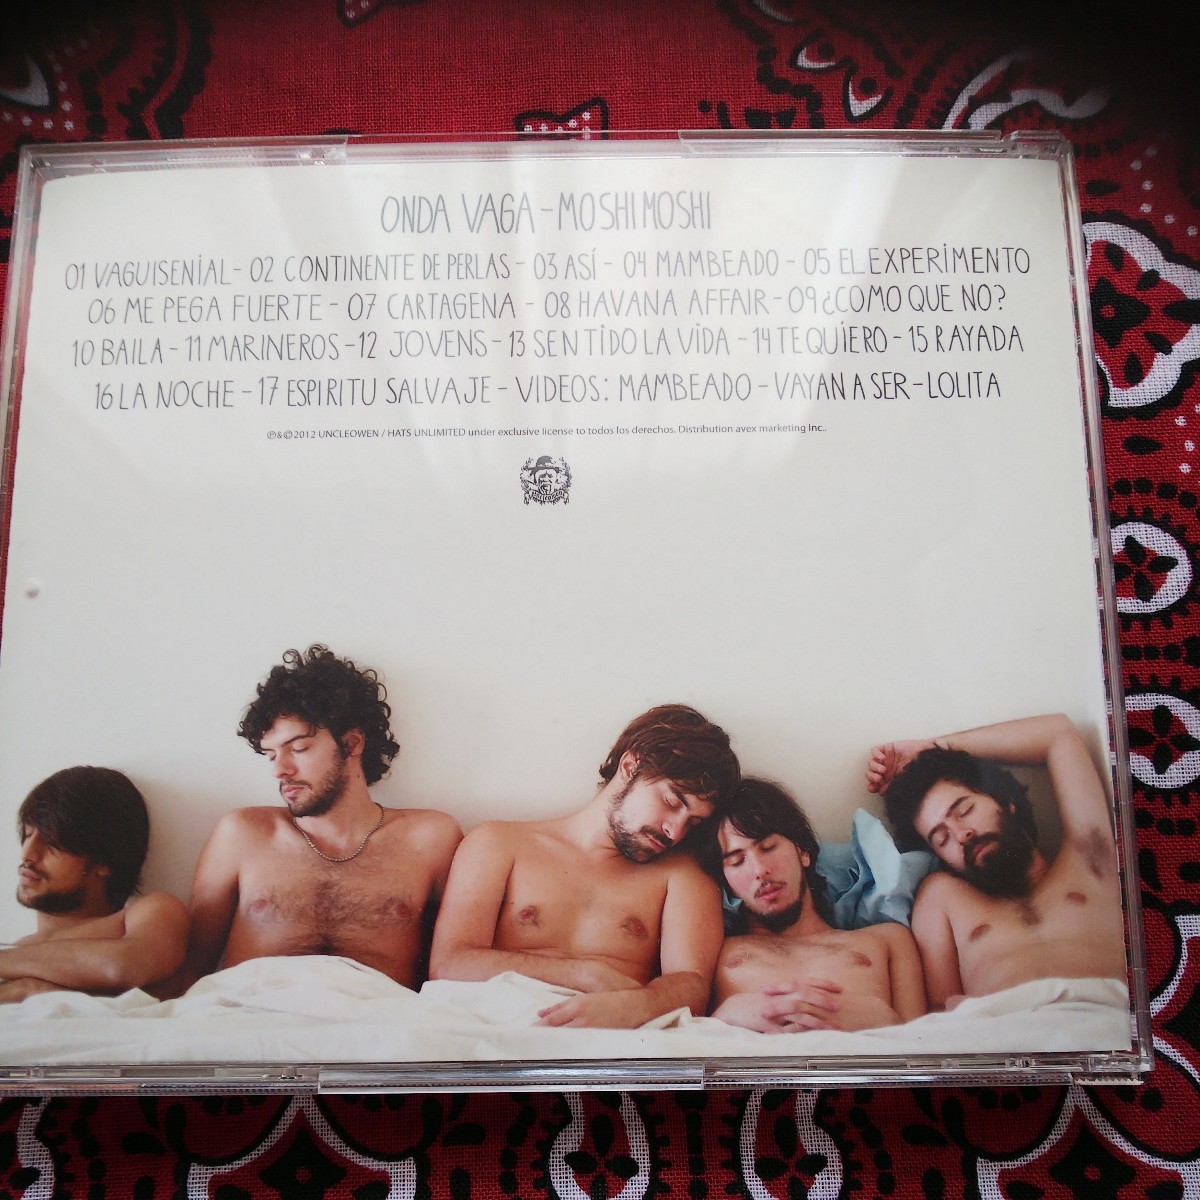 ONDA VAGA - MOSHIMOSHI
01 VAGUISENIAL - 02 CONTINENTE DE PERLAS - 03 ASÍ - 04 MAMBEADO - 05 EL EXPERIMENTO
06 ME PEGA FUERTE - 07 CARTAGENA - 08 HAVANA AFFAIR - 09 ¿COMO QUE NO?
10 BAILA - 11 MARINEROS - 12 JOVENS - 13 SENTIDO LA VIDA - 14 TE QUIERO - 15 RAYADA
16 LA NOCHE - 17 ESPIRITU SALVAJE - VIDEOS: MAMBEADO - VAYAN A SER - LOLITA
℗&©2012 UNCLEOWEN / HATS UNLIMITED under exclusive license to todos los derechos. Distribution avex marketing Inc..